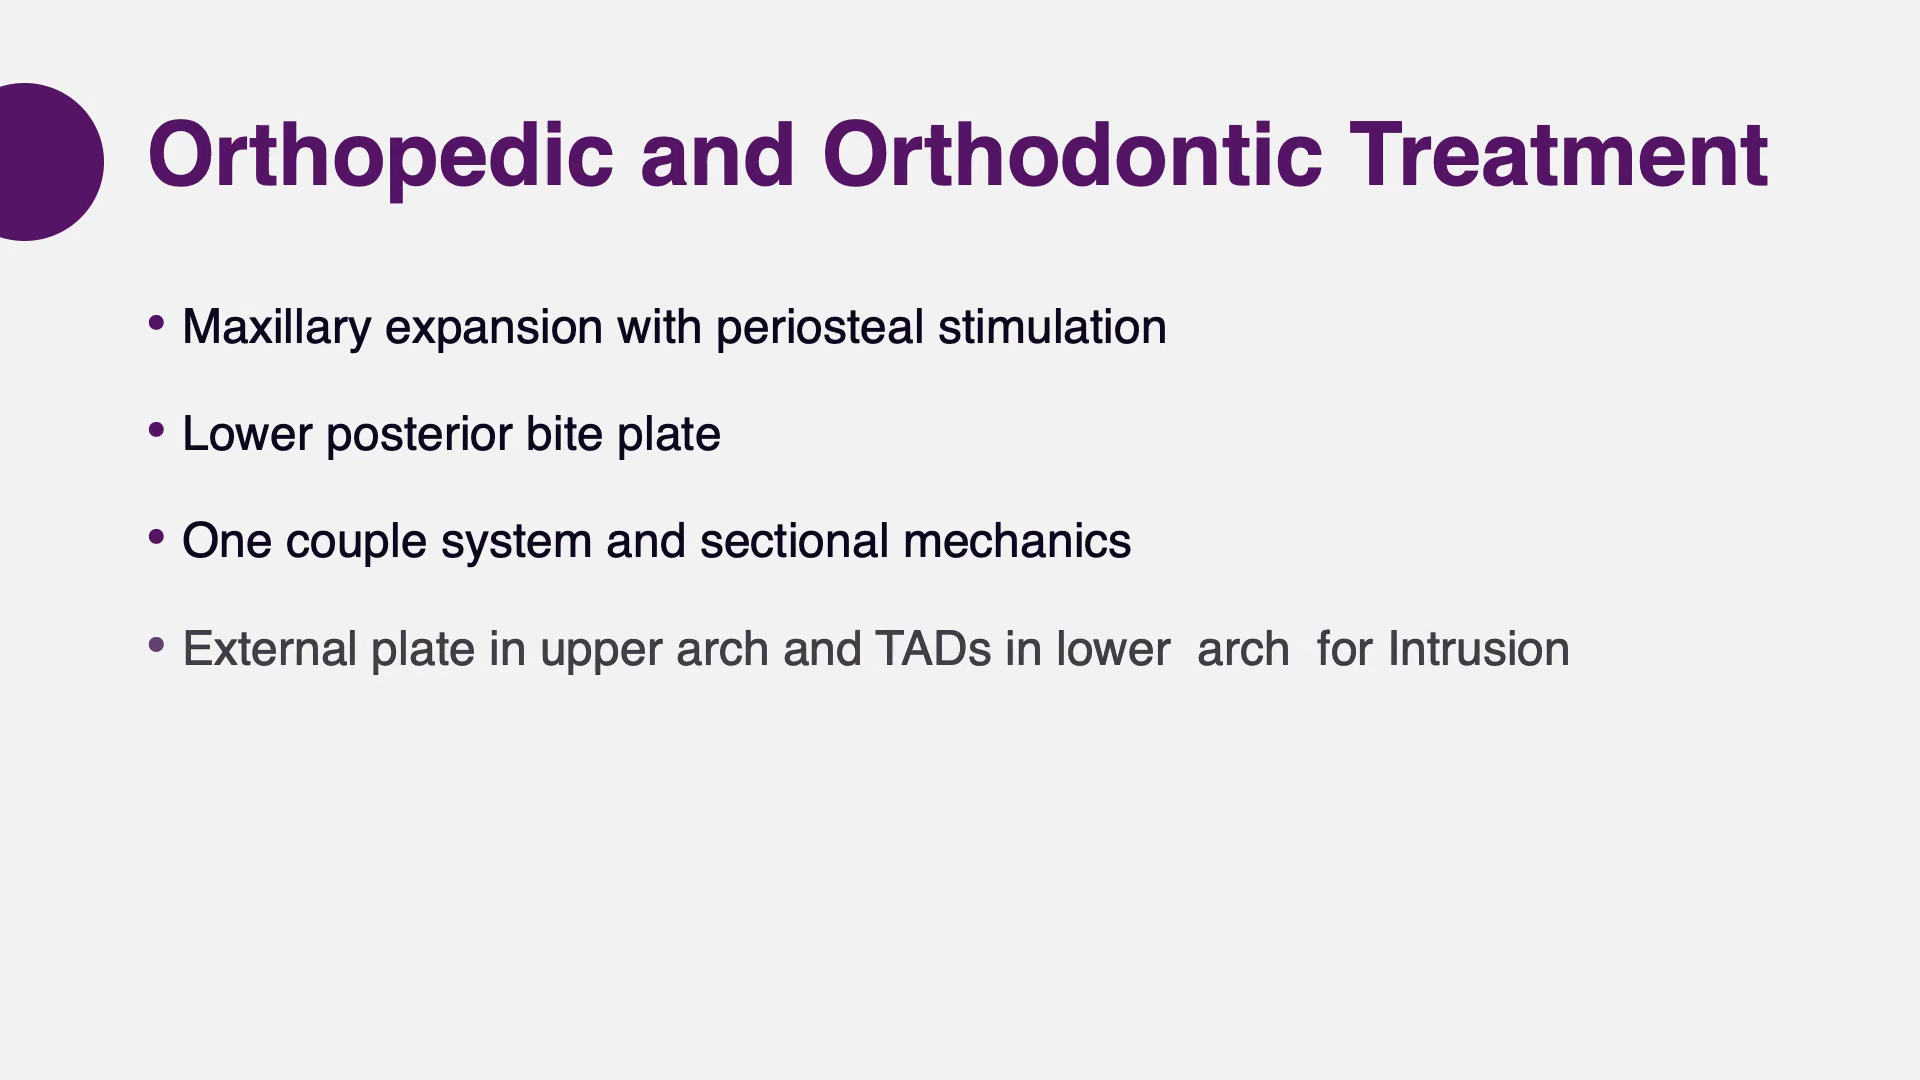 Orthopedic and Orthodontic Treatment
• Maxillary expansion with periosteal stimulation
• Lower posterior bite plate
• One couple system and sectional mechanics
• External plate in upper arch and TADs in lower  arch  for Intrusion